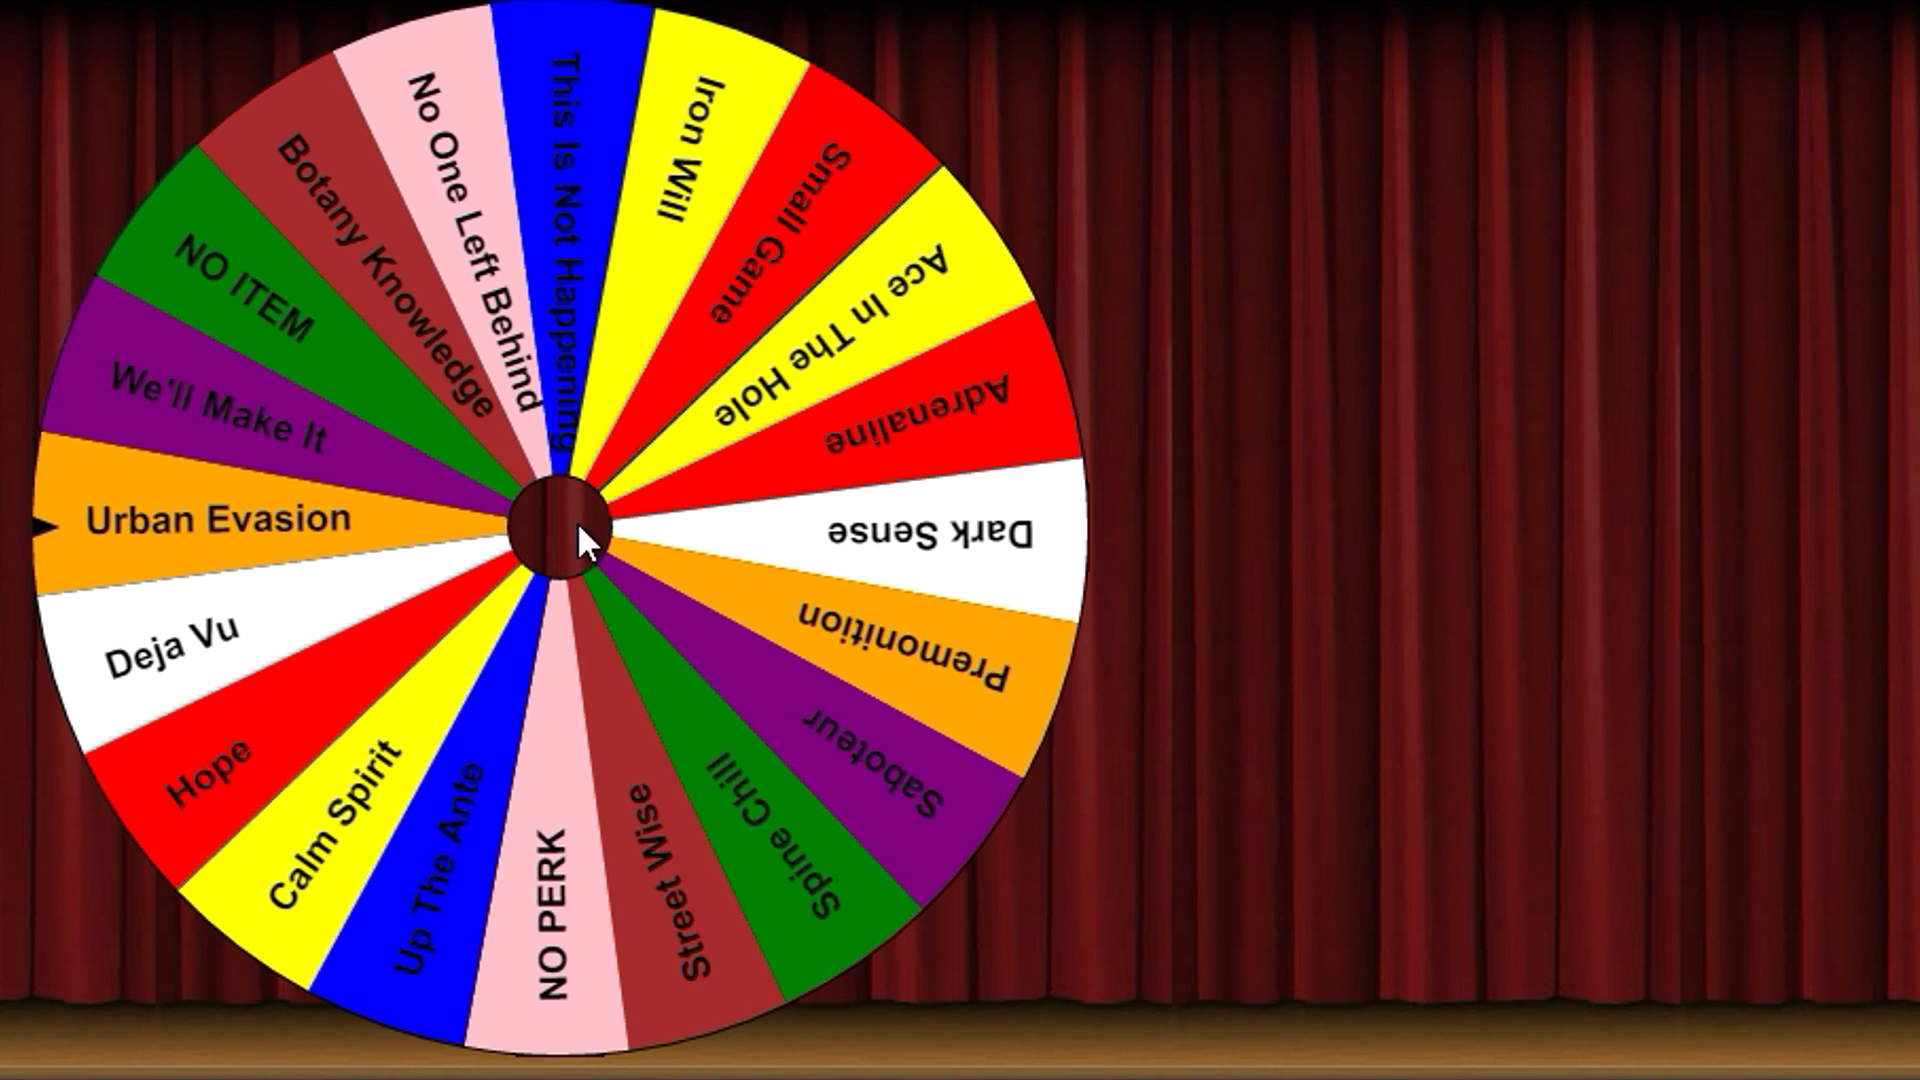 This Is Not Happening
Iron Will
Small Game
Ace In The Hole
Adrenaline
Dark Sense
Premonition
Saboteur
Spine Chill
Street Wise
NO PERK
Up The Ante
Calm Spirit
Hope
Deja Vu
Urban Evasion
We'll Make It
NO ITEM
Botany Knowledge
No One Left Behind